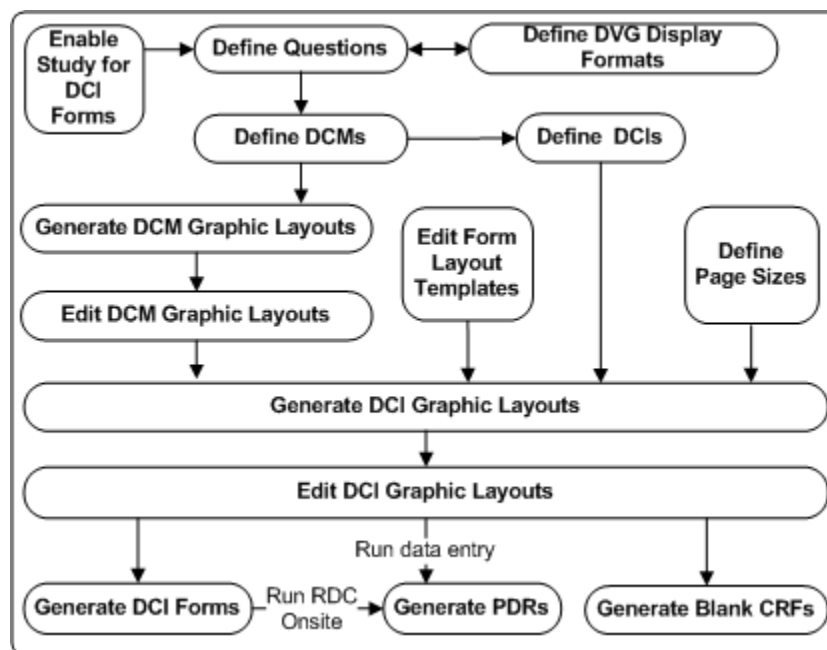 Enable
Study for
DCI
Forms
Define Questions
Define DVG Display
Formats
Define DCMs
Define DCIs
Generate DCM Graphic Layouts
Edit Form
Layout
Templates
Define
Page Sizes
Edit DCM Graphic Layouts
Generate DCI Graphic Layouts
Edit DCI Graphic Layouts
Run data entry
Generate DCI Forms
Run RDC
Onsite
Generate PDRs
Generate Blank CRFs